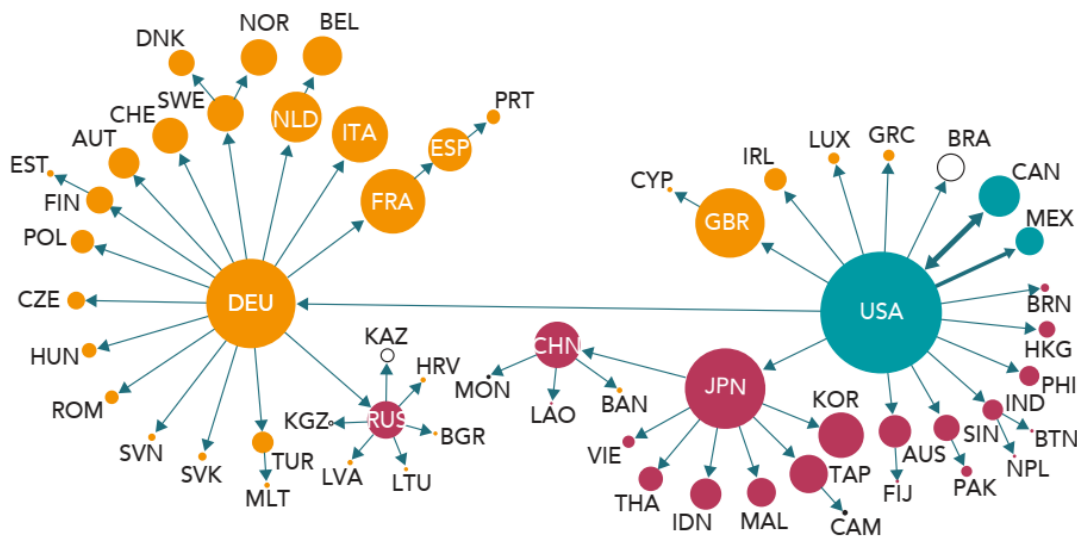 DNK
NOR
BEL
CHE
SWE
NLD
ITA
ESP
PRT
AUT
EST
FIN
FRA
POL
DEU
CZE
HUN
ROM
SVN
SVK
TUR
MLT
KAZ
HRV
KGZ
RUS
BGR
LVA
LTU
CYP
GBR
IRL
LUX
GRC
BRA
CAN
MEX
USA
BRN
HKG
PHI
IND
BTN
NPL
SIN
PAK
AUS
FIJ
CHN
MON
LAO
BAN
JPN
KOR
VIE
THA
IDN
MAL
TAP
CAM